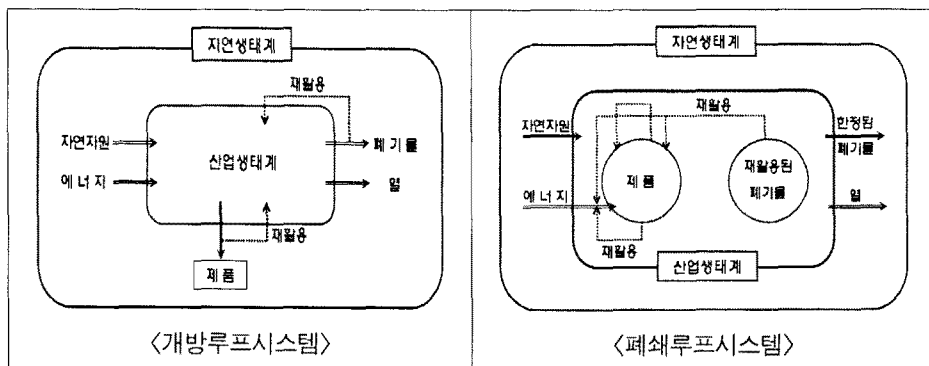 자연생태계
재활용
자연자원
폐기물
산업생태계
에너지
열
재활용
제품
〈개방루프시스템〉
자연생태계
재활용
자연자원
한정된
폐기물
제품
재활용된
폐기물
에너지
열
재활용
산업생태계
〈폐쇄루프시스템〉